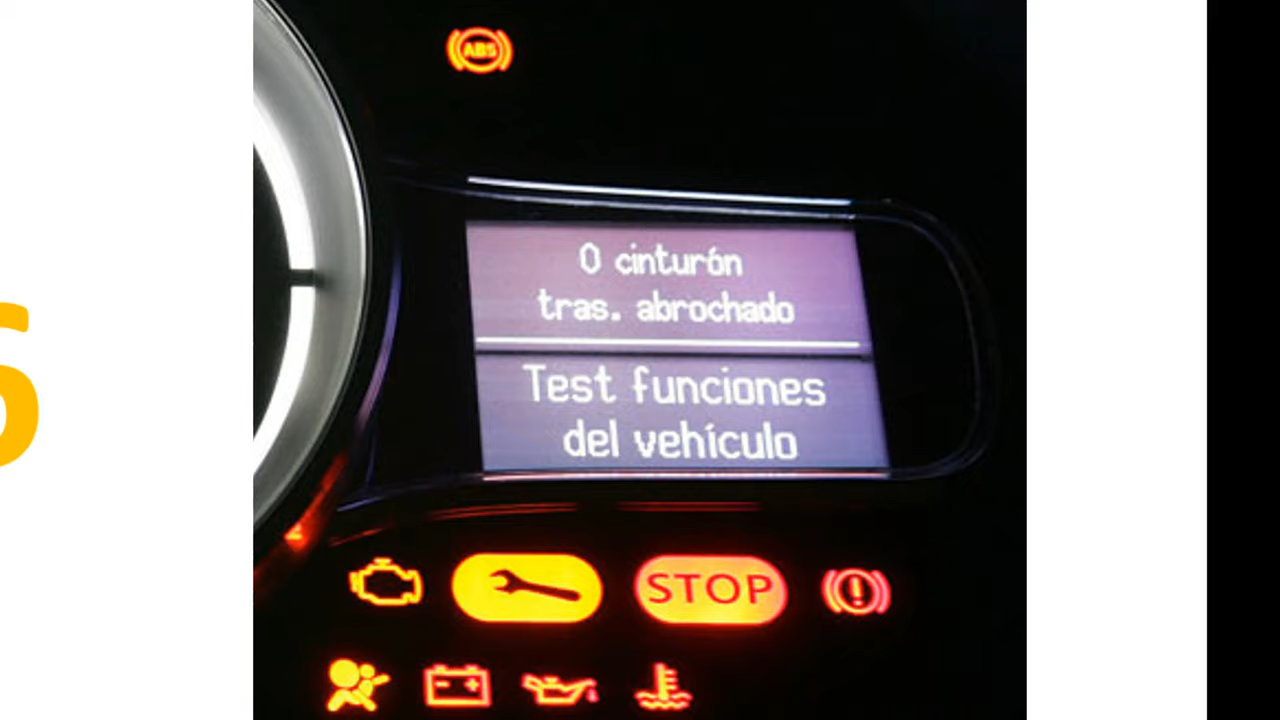 ABS
0 cinturón
tras. abrochado
Test funciones
del vehículo
STOP